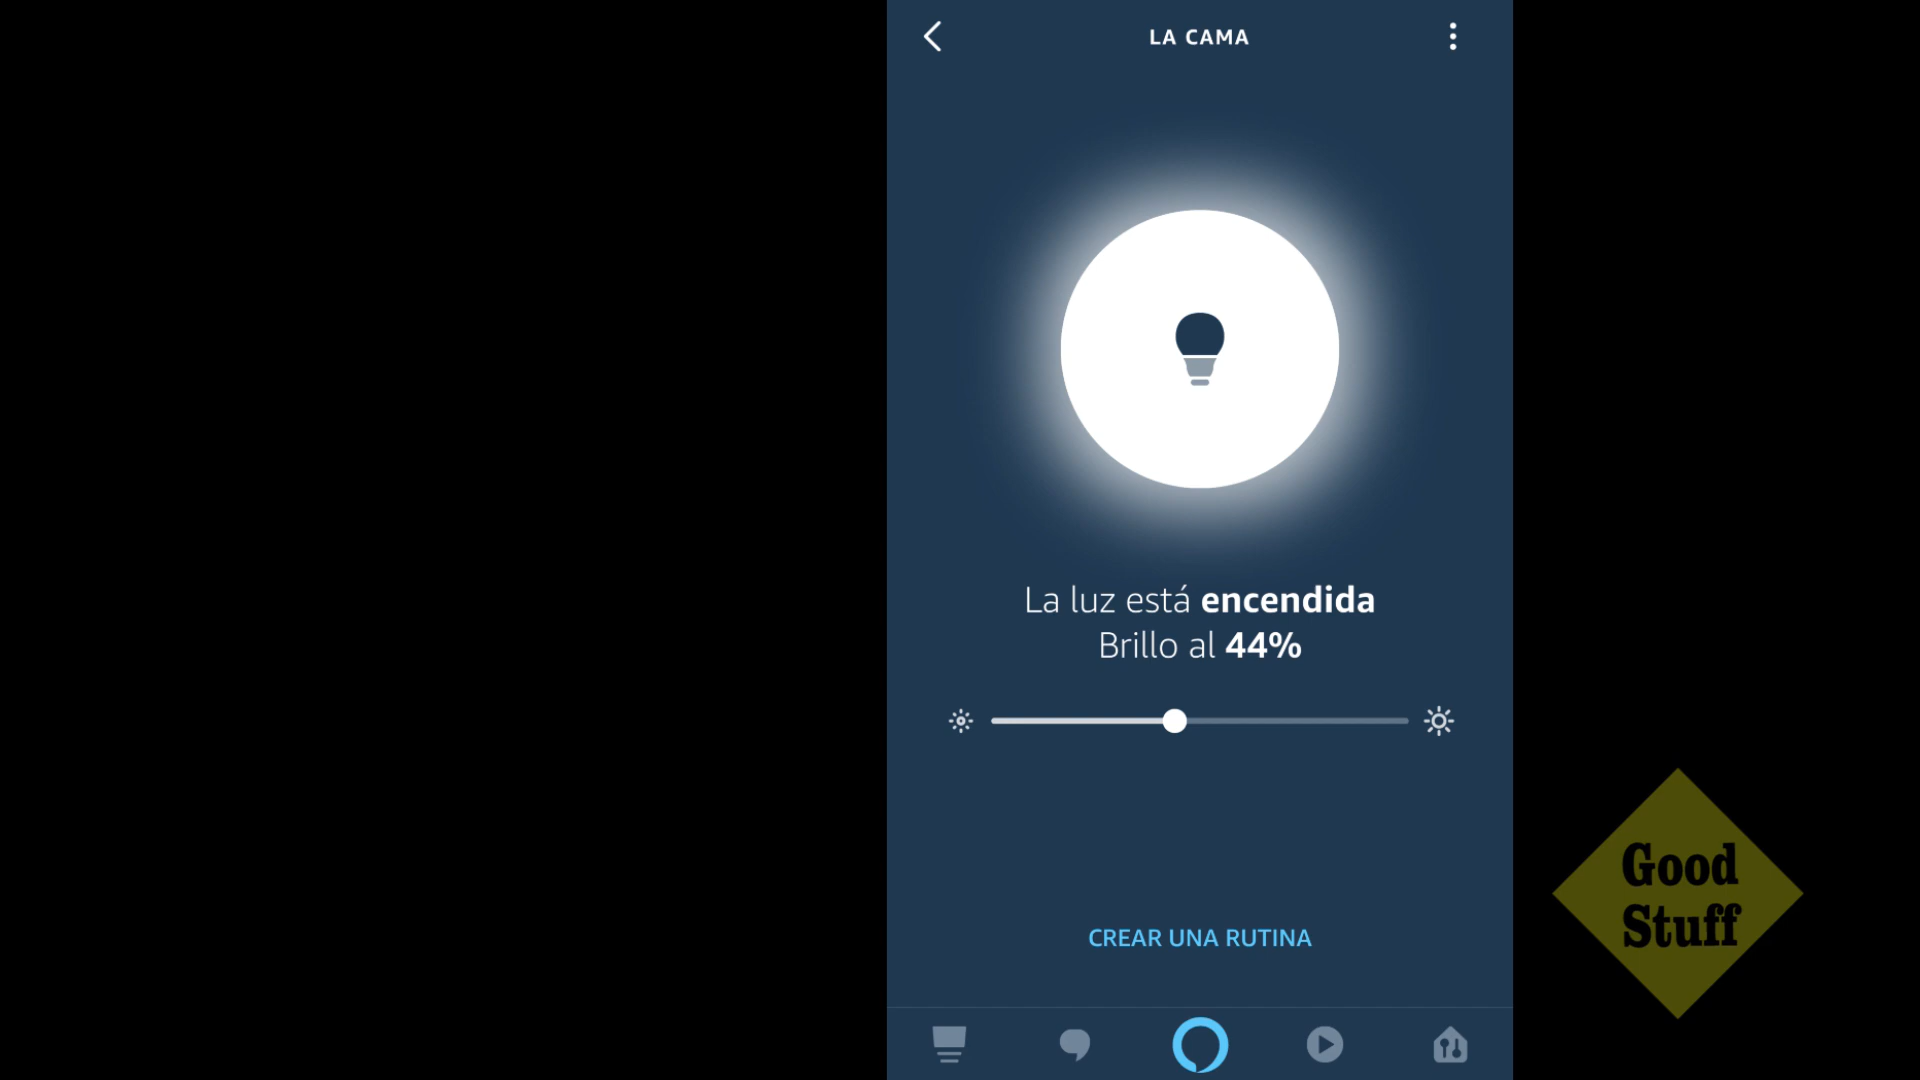 LA CAMA
La luz está encendida
Brillo al 44%
CREAR UNA RUTINA
Good
Stuff